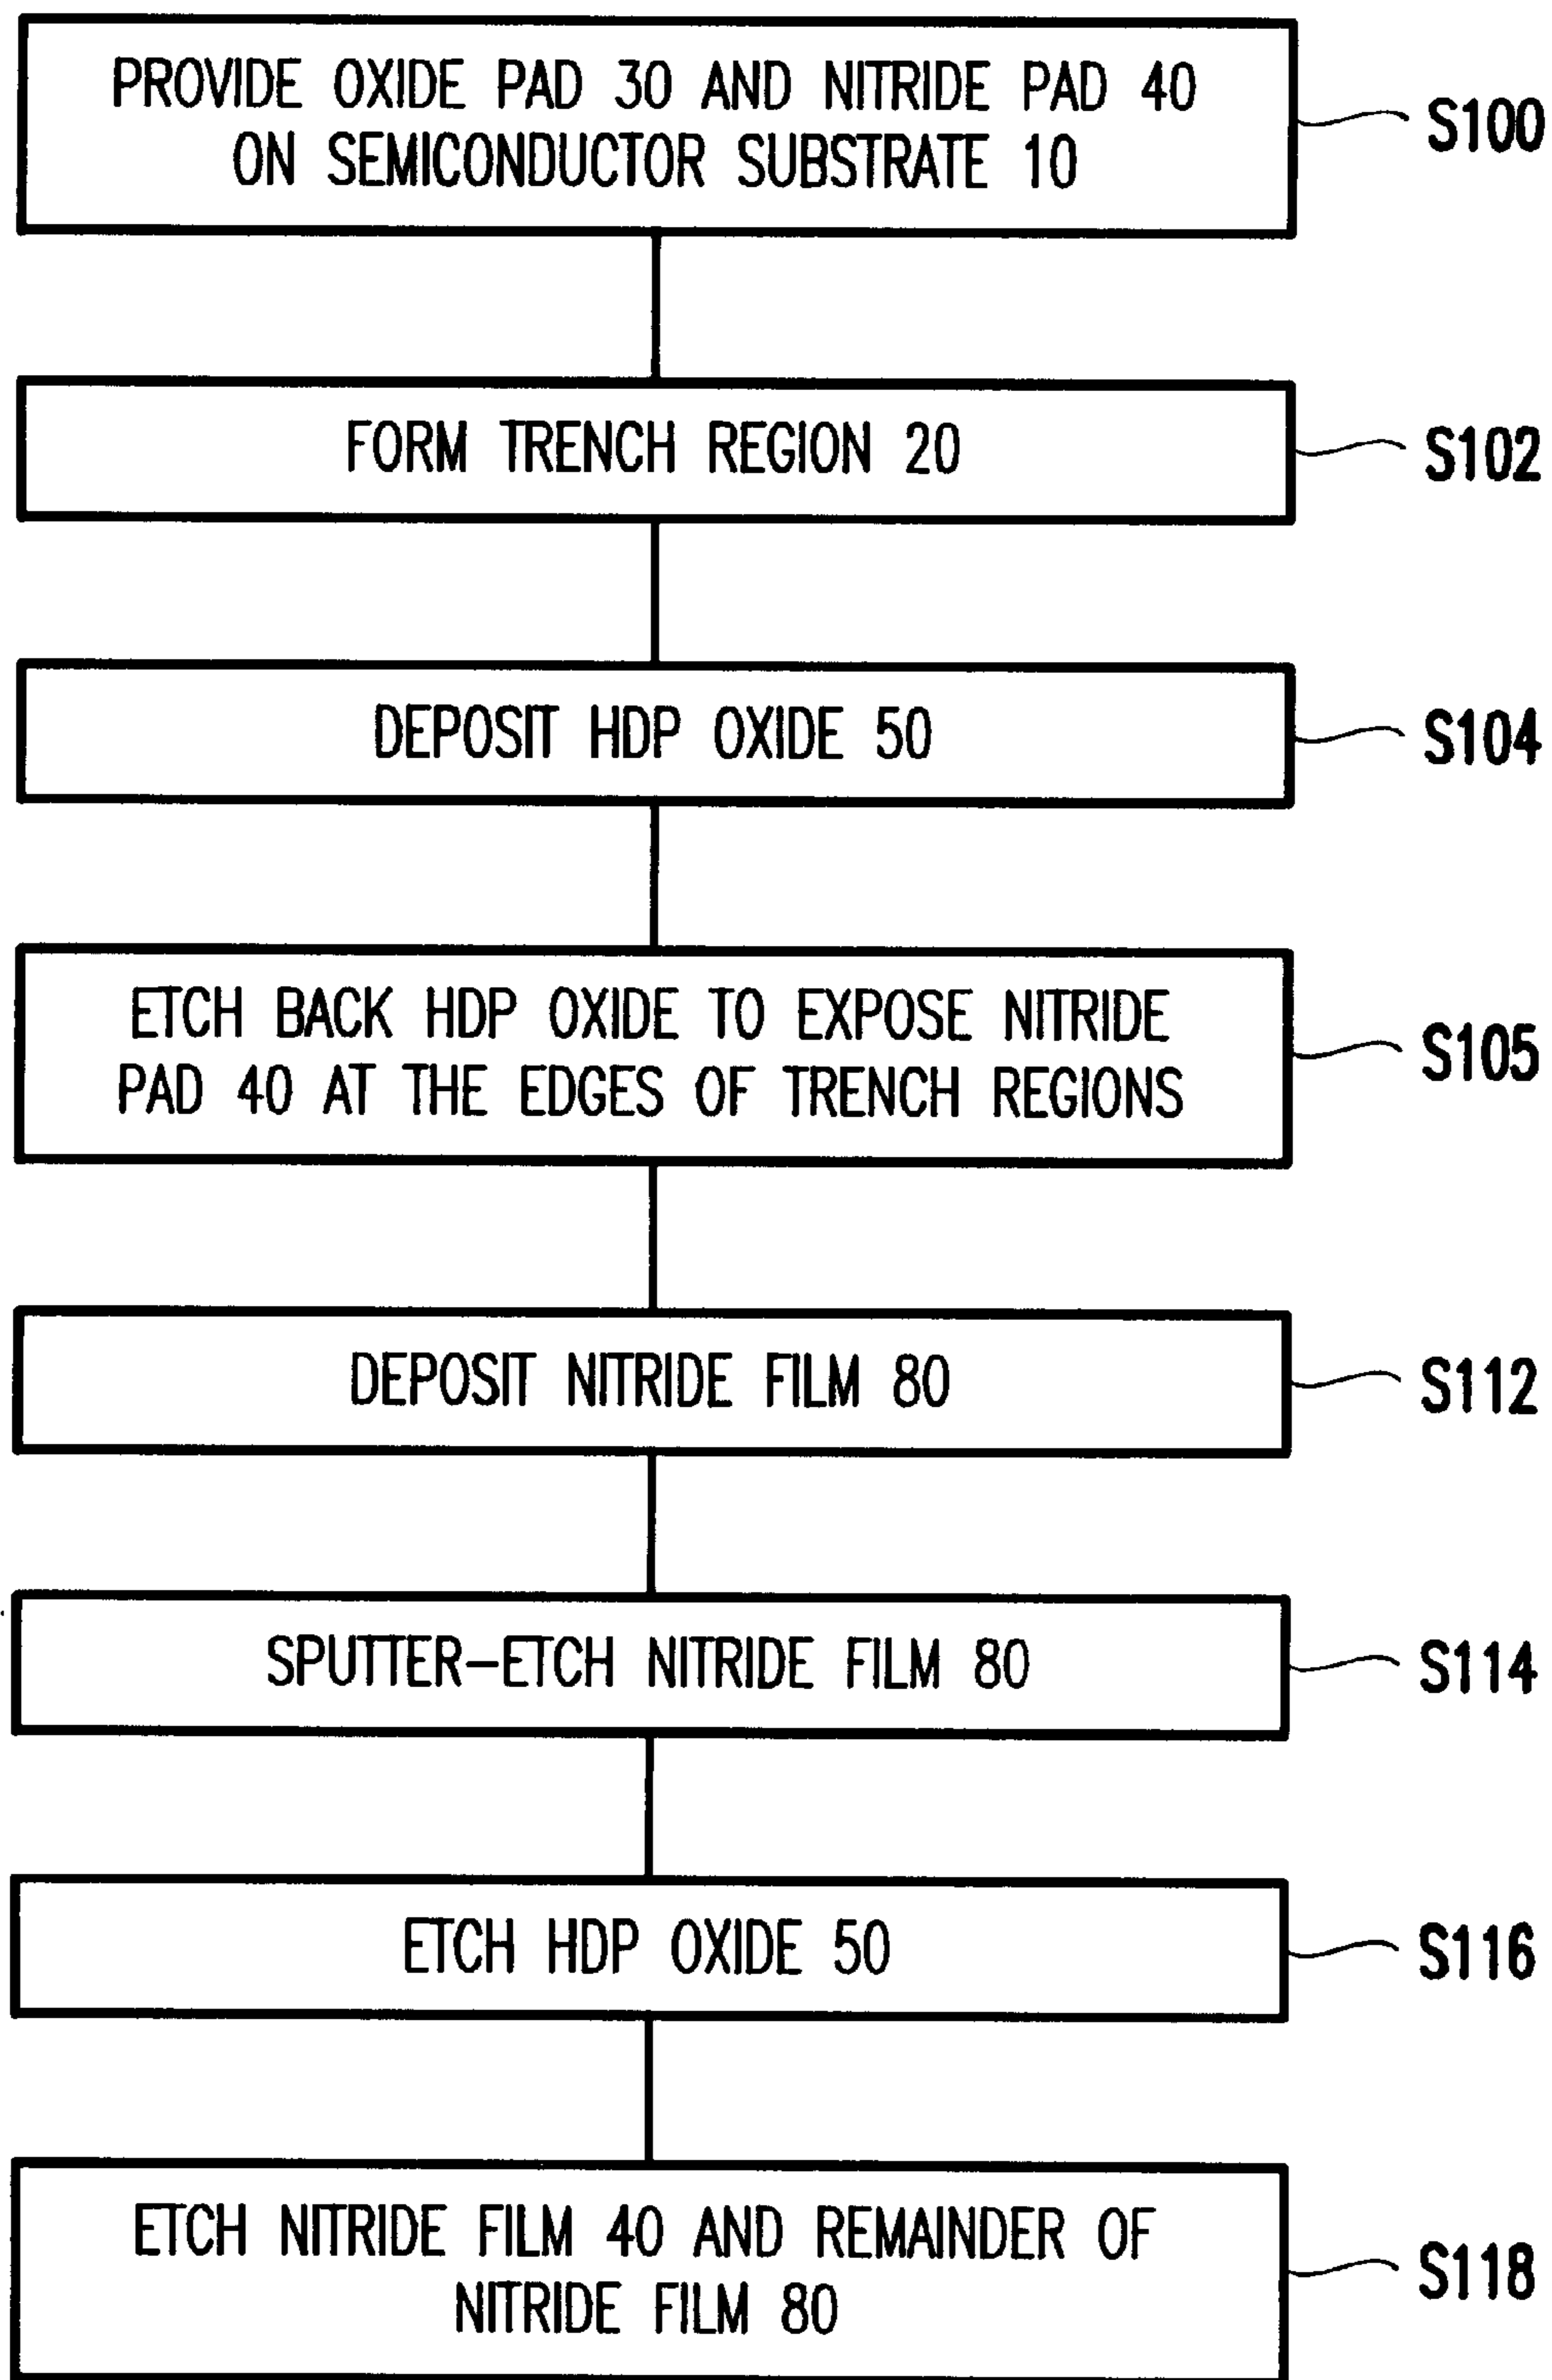 PROVIDE OXIDE PAD 30 AND NITRIDE PAD 40
ON SEMICONDUCTOR SUBSTRATE 10
S100
FORM TRENCH REGION 20
S102
DEPOSIT HDP OXIDE 50
S104
ETCH BACK HDP OXIDE TO EXPOSE NITRIDE
PAD 40 AT THE EDGES OF TRENCH REGIONS
S105
DEPOSIT NITRIDE FILM 80
S112
SPUTTER-ETCH NITRIDE FILM 80
S114
ETCH HDP OXIDE 50
S116
ETCH NITRIDE FILM 40 AND REMAINDER OF
NITRIDE FILM 80
S118